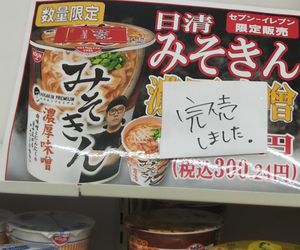 数量限定
日清
セブン-イレブン
限定販売
みそきん
みそきん
濃厚味噌
濃
噌
完売
しました。
円
(税込300.24円)